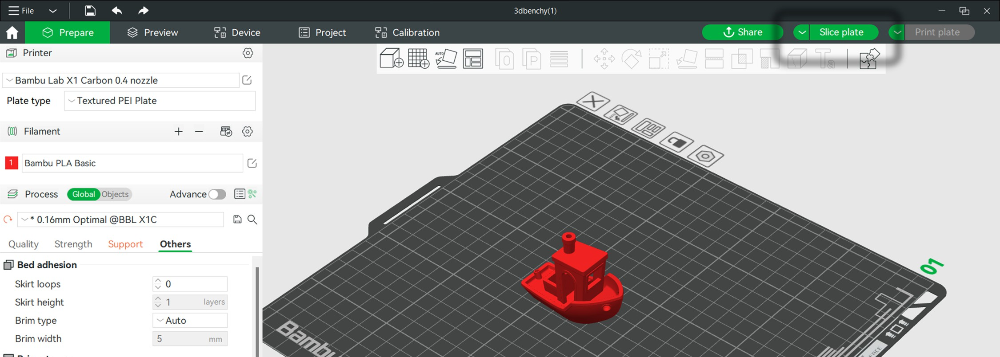 File
3dbenchy(1)
Prepare
Preview
Device
Project
Calibration
Share
Slice plate
Print plate
Printer
Bambu Lab X1 Carbon 0.4 nozzle
Plate type
Textured PEI Plate
Filament
1
Bambu PLA Basic
Process
Global
Objects
Advance
* 0.16mm Optimal @BBL X1C
Quality
Strength
Support
Others
Bed adhesion
Skirt loops
0
Skirt height
1 layers
Brim type
Auto
Brim width
5 mm
AUTO
O
P
Ta
01
Bambu